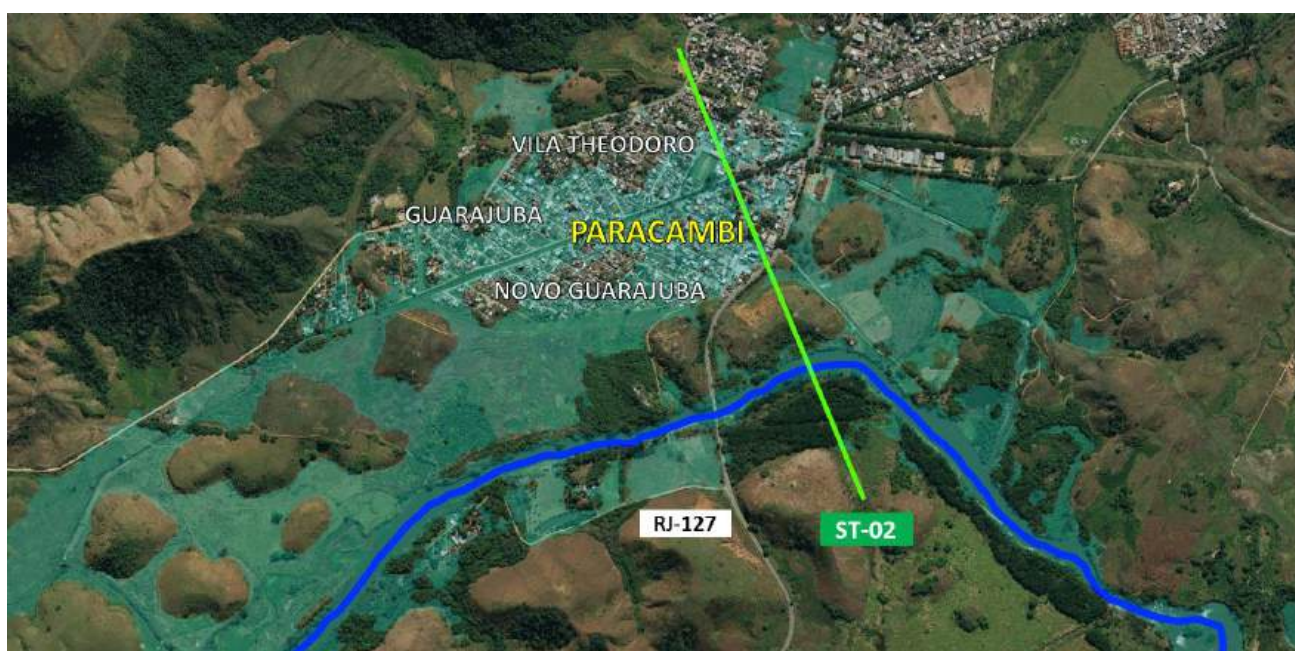 VILA THEODORO
GUARAJUBA
PARACAMBI
NOVO GUARAJUBA
RJ-127
ST-02